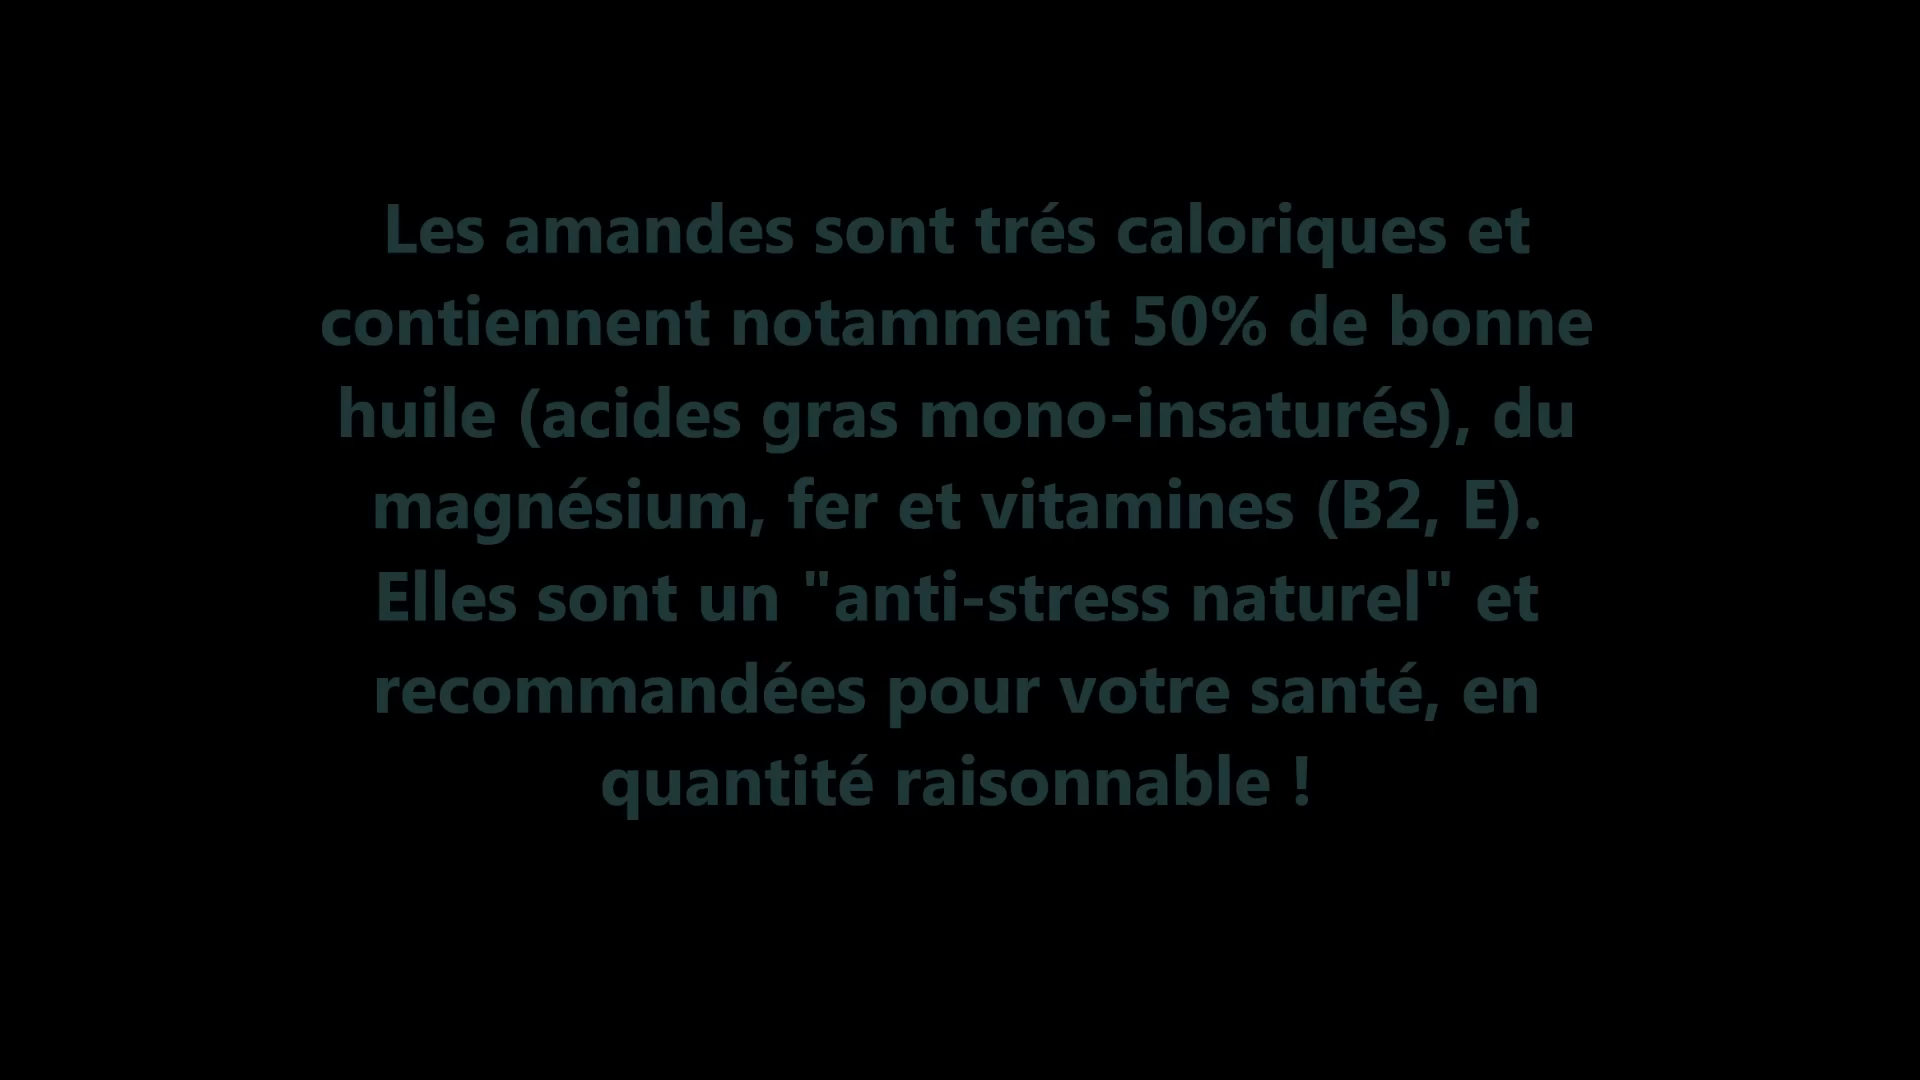 Les amandes sont trés caloriques et
contiennent notamment 50% de bonne
huile (acides gras mono-insaturés), du
magnésium, fer et vitamines (B2, E).
Elles sont un "anti-stress naturel" et
recommandées pour votre santé, en
quantité raisonnable !